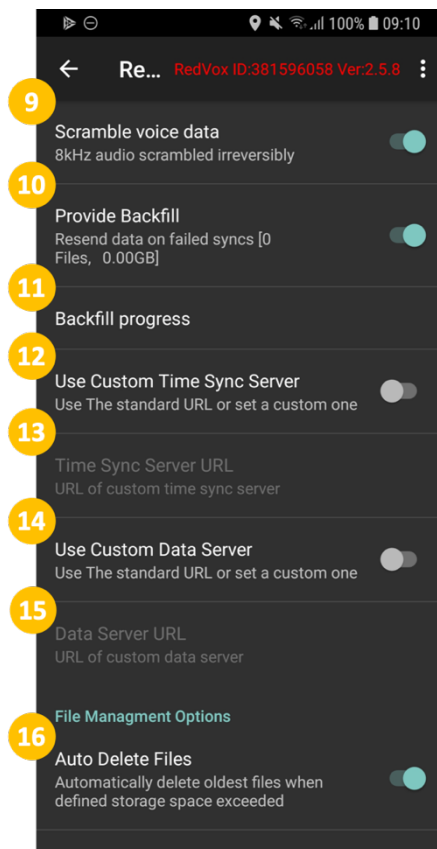 100% 09:10
Re... RedVox ID:381596058 Ver:2.5.8
9
Scramble voice data
8kHz audio scrambled irreversibly
10
Provide Backfill
Resend data on failed syncs [0
Files, 0.00GB]
11
Backfill progress
12
Use Custom Time Sync Server
Use The standard URL or set a custom one
13
Time Sync Server URL
URL of custom time sync server
14
Use Custom Data Server
Use The standard URL or set a custom one
15
Data Server URL
URL of custom data server
File Managment Options
16
Auto Delete Files
Automatically delete oldest files when
defined storage space exceeded